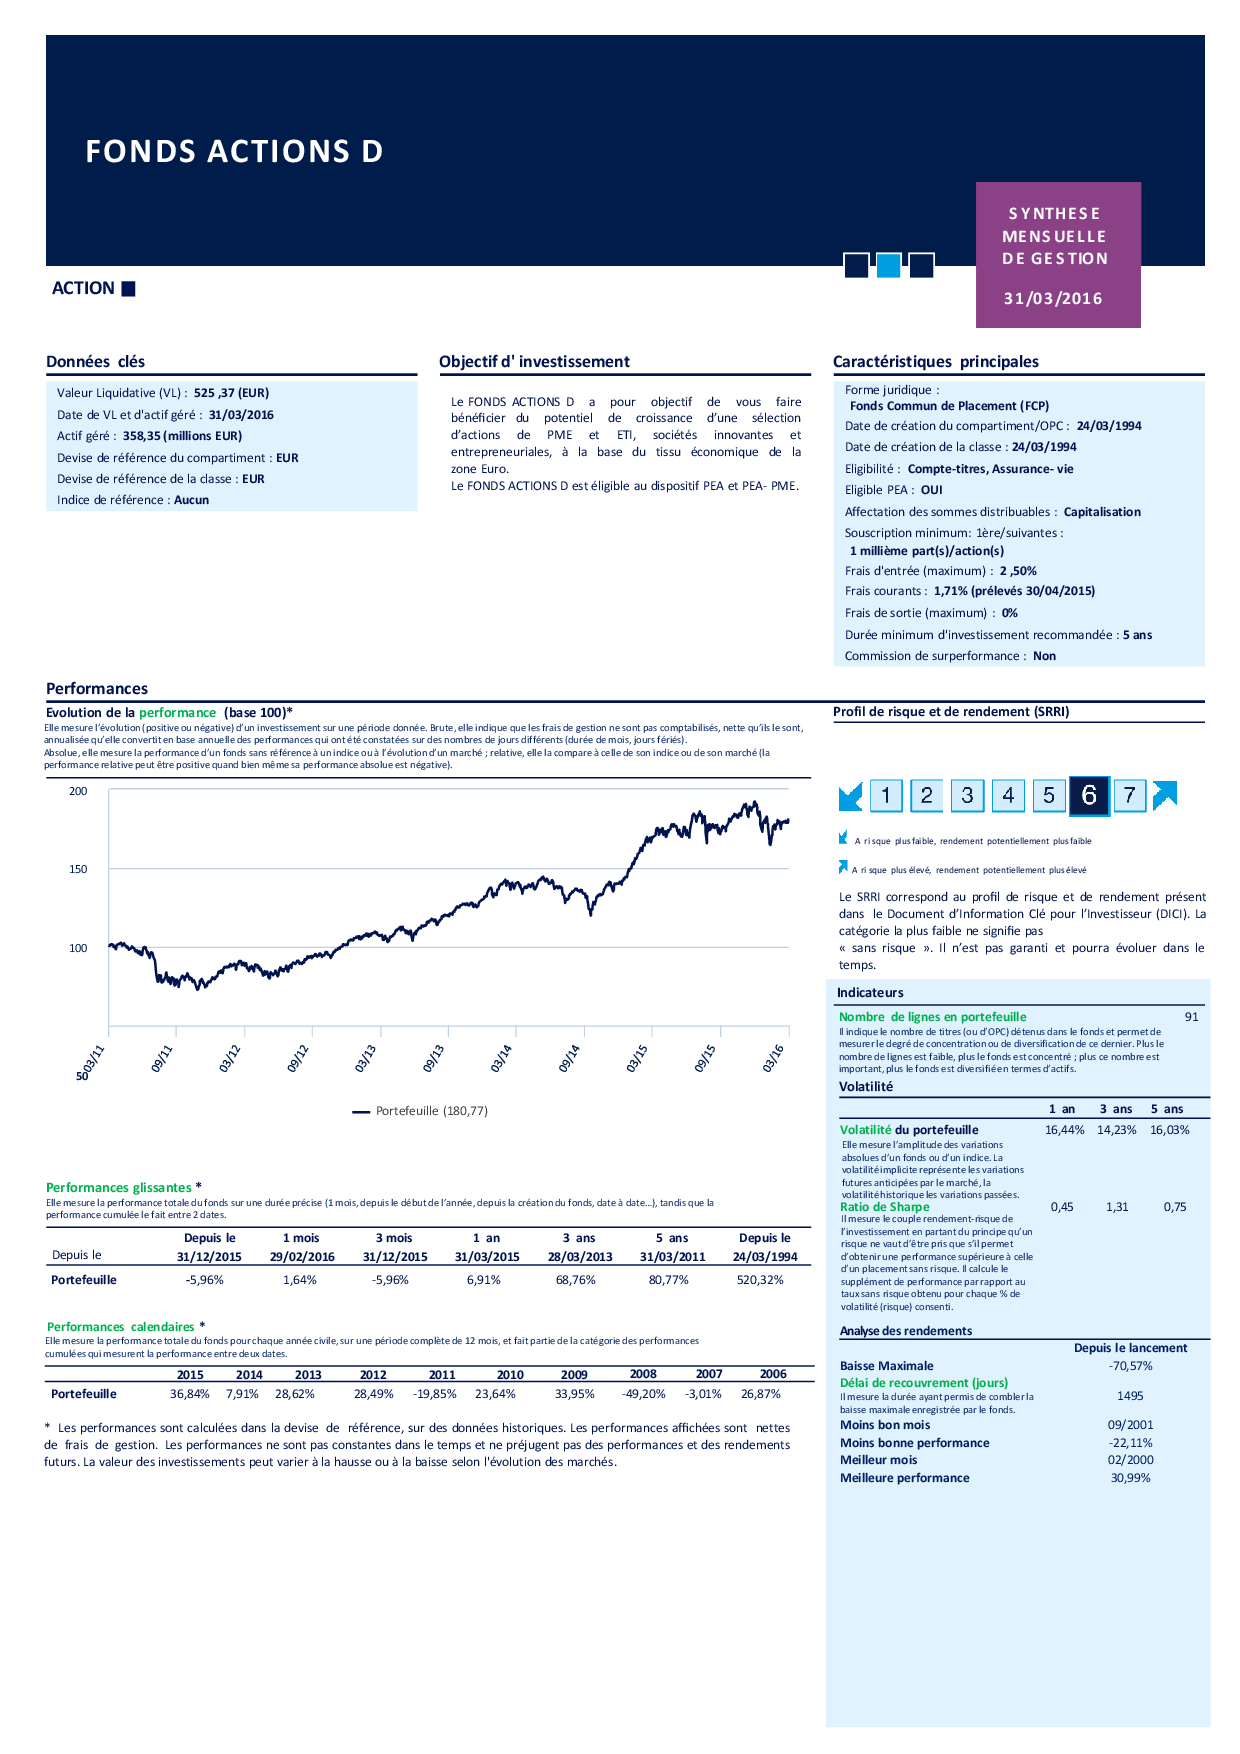 FONDS ACTIONS D
SYNTHESE
MENSUELLE
DE GESTION
31/03/2016
ACTION
Données clés
Valeur Liquidative (VL) : 525 ,37 (EUR)
Date de VL et d'actif géré : 31/03/2016
Actif géré : 358,35 (millions EUR)
Devise de référence du compartiment : EUR
Devise de référence de la classe : EUR
Indice de référence : Aucun
Objectif d' investissement
Le FONDS ACTIONS D a pour objectif de vous faire
bénéficier du potentiel de croissance d’une sélection
d’actions de PME et ETI, sociétés innovantes et
entrepreneuriales, à la base du tissu économique de la
zone Euro.
Le FONDS ACTIONS D est éligible au dispositif PEA et PEA- PME.
Caractéristiques principales
Forme juridique :
Fonds Commun de Placement (FCP)
Date de création du compartiment/OPC : 24/03/1994
Date de création de la classe : 24/03/1994
Eligibilité : Compte-titres, Assurance- vie
Eligible PEA : OUI
Affectation des sommes distribuables : Capitalisation
Souscription minimum: 1ère/suivantes :
1 millième part(s)/action(s)
Frais d'entrée (maximum) : 2 ,50%
Frais courants : 1,71% (prélevés 30/04/2015)
Frais de sortie (maximum) : 0%
Durée minimum d'investissement recommandée : 5 ans
Commission de surperformance : Non
Performances
Evolution de la performance (base 100)*
Elle mesure l’évolution (positive ou négative) d’un investissement sur une période donnée. Brute, elle indique que les frais de gestion ne sont pas comptabilisés, nette qu’ils le sont,
annualisée qu’elle convertit en base annuelle des performances qui ont été constatées sur des nombres de jours différents (durée de mois, jours fériés).
Absolue, elle mesure la performance d’un fonds sans référence à un indice ou à l’évolution d’un marché ; relative, elle la compare à celle de son indice ou de son marché (la
performance relative peut être positive quand bien même sa performance absolue est négative).
200
150
100
50
03/11 09/11 03/12 09/12 03/13 09/13 03/14 09/14 03/15 09/15 03/16
Portefeuille (180,77)
Performances glissantes *
Elle mesure la performance totale du fonds sur une durée précise (1 mois, depuis le début de l’année, depuis la création du fonds, date à date…), tandis que la
performance cumulée le fait entre 2 dates.
Depuis le 1 mois 3 mois 1 an 3 ans 5 ans Depuis le
Depuis le 31/12/2015 29/02/2016 31/12/2015 31/03/2015 28/03/2013 31/03/2011 24/03/1994
Portefeuille -5,96% 1,64% -5,96% 6,91% 68,76% 80,77% 520,32%
Performances calendaires *
Elle mesure la performance totale du fonds pour chaque année civile, sur une période complète de 12 mois, et fait partie de la catégorie des performances
cumulées qui mesurent la performance entre deux dates.
2015 2014 2013 2012 2011 2010 2009 2008 2007 2006
Portefeuille 36,84% 7,91% 28,62% 28,49% -19,85% 23,64% 33,95% -49,20% -3,01% 26,87%
* Les performances sont calculées dans la devise de référence, sur des données historiques. Les performances affichées sont nettes
de frais de gestion. Les performances ne sont pas constantes dans le temps et ne préjugent pas des performances et des rendements
futurs. La valeur des investissements peut varier à la hausse ou à la baisse selon l'évolution des marchés.
Profil de risque et de rendement (SRRI)
1 2 3 4 5 6 7
A risque plus faible, rendement potentiellement plus faible
A risque plus élevé, rendement potentiellement plus élevé
Le SRRI correspond au profil de risque et de rendement présent
dans le Document d’Information Clé pour l’Investisseur (DICI). La
catégorie la plus faible ne signifie pas
« sans risque ». Il n’est pas garanti et pourra évoluer dans le
temps.
Indicateurs
Nombre de lignes en portefeuille 91
Il indique le nombre de titres (ou d’OPC) détenus dans le fonds et permet de
mesurer le degré de concentration ou de diversification de ce dernier. Plus le
nombre de lignes est faible, plus le fonds est concentré ; plus ce nombre est
important, plus le fonds est diversifié en termes d’actifs.
Volatilité
1 an 3 ans 5 ans
Volatilité du portefeuille 16,44% 14,23% 16,03%
Elle mesure l’amplitude des variations
absolues d’un fonds ou d’un indice. La
volatilité implicite représente les variations
futures anticipées par le marché, la
volatilité historique les variations passées.
Ratio de Sharpe 0,45 1,31 0,75
Il mesure le couple rendement-risque de
l’investissement en partant du principe qu’un
risque ne vaut d’être pris que s’il permet
d’obtenir une performance supérieure à celle
d’un placement sans risque. Il calcule le
supplément de performance par rapport au
taux sans risque obtenu pour chaque % de
volatilité (risque) consenti.
Analyse des rendements
Depuis le lancement
Baisse Maximale -70,57%
Délai de recouvrement (jours)
Il mesure la durée ayant permis de combler la 1495
baisse maximale enregistrée par le fonds.
Moins bon mois 09/2001
Moins bonne performance -22,11%
Meilleur mois 02/2000
Meilleure performance 30,99%